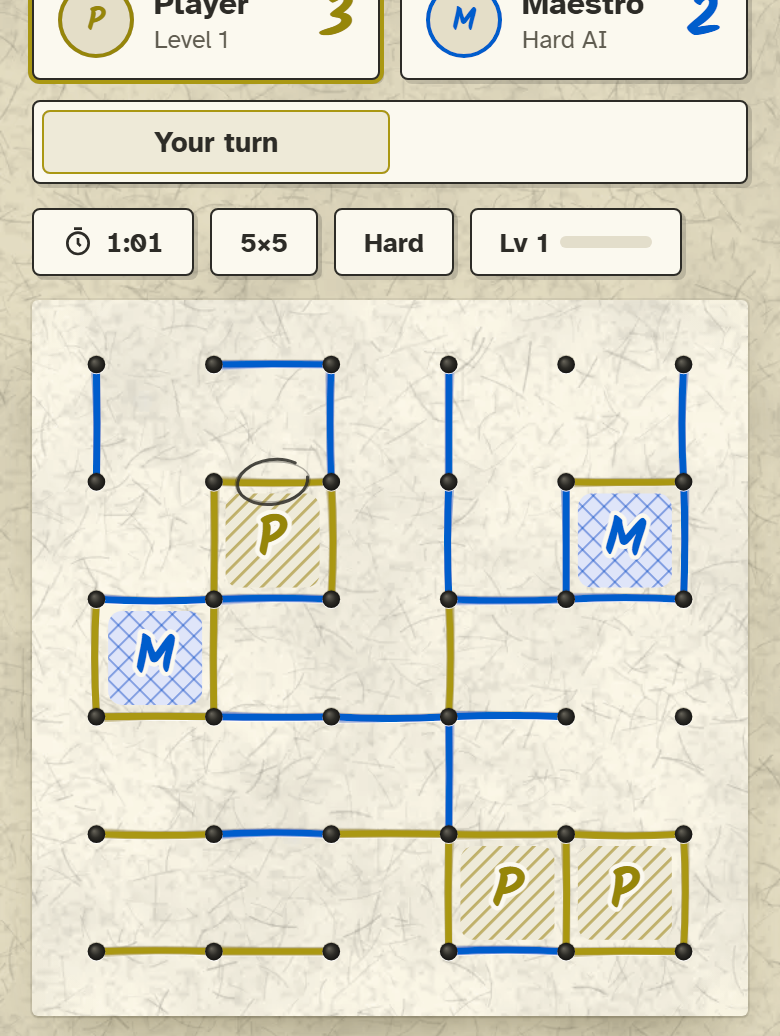 P Player 3
Level 1
M Maestro 2
Hard AI
Your turn
1:01 5×5 Hard Lv 1
P M
M
P P